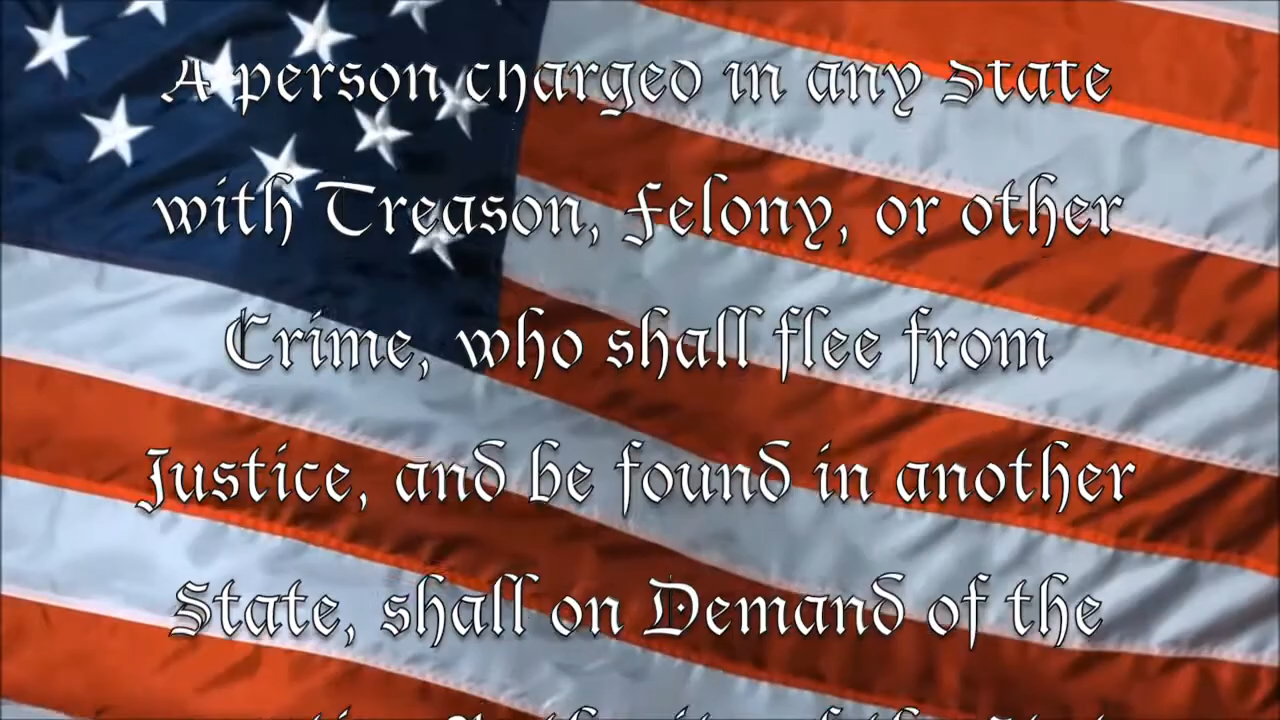 A person charged in any State
with Treason, Felony, or other
Crime, who shall flee from
Justice, and be found in another
State, shall on Demand of the